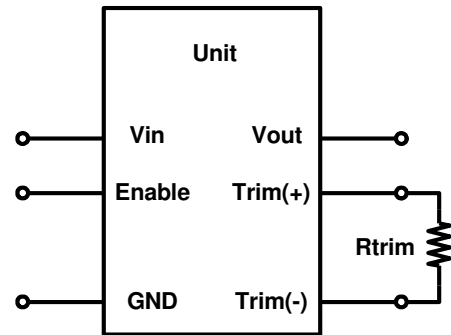 Unit
Vin
Vout
Enable
Trim(+)
Rtrim
GND
Trim(-)